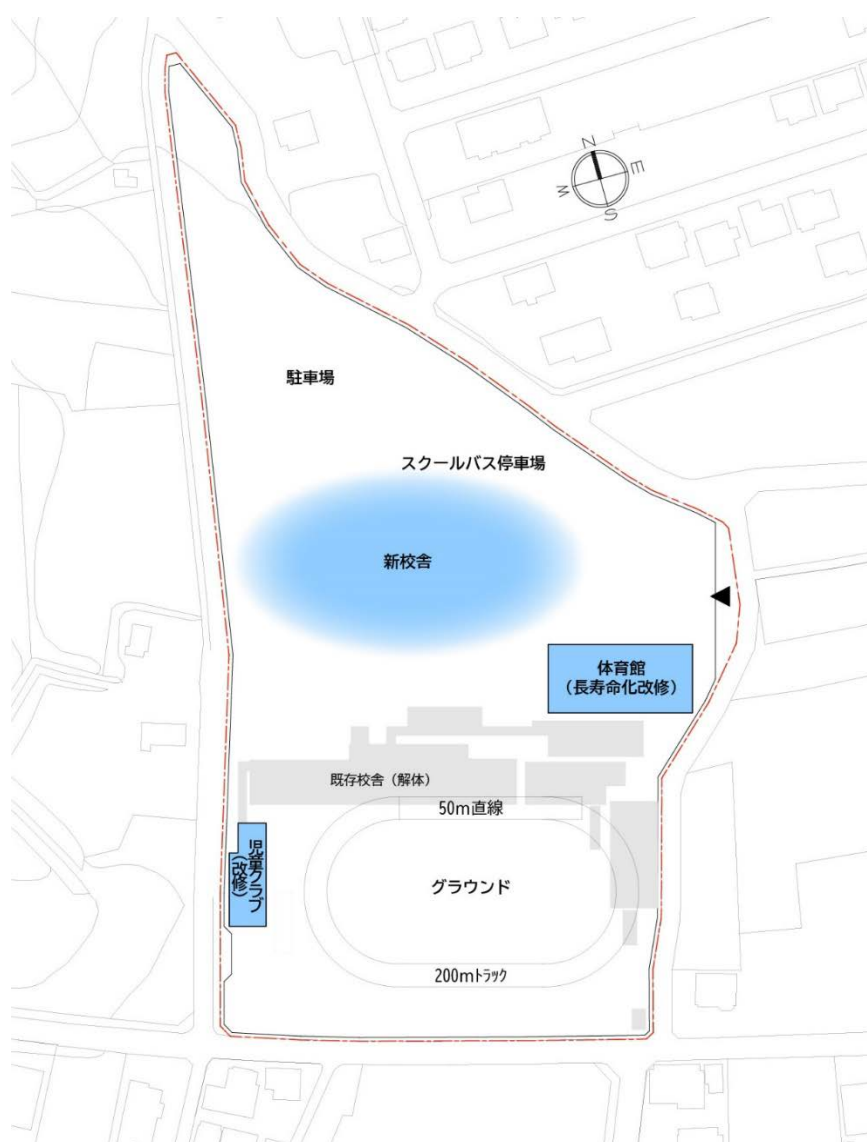 N
E
W
S
駐車場
スクールバス停車場
新校舎
体育館
（長寿命化改修）
既存校舎（解体）
50m直線
児童クラブ
（改修）
グラウンド
200mトラック